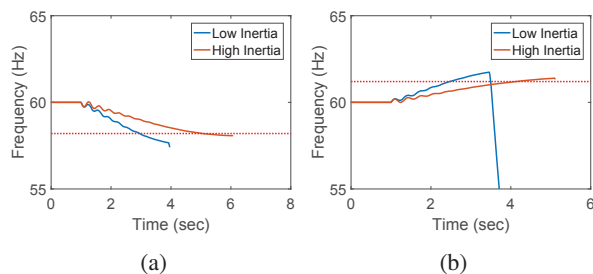 65
Low Inertia
High Inertia
Frequency (Hz)
60
55
0
2
4
6
8
Time (sec)
(a)
65
Low Inertia
High Inertia
Frequency (Hz)
60
55
0
2
4
6
Time (sec)
(b)